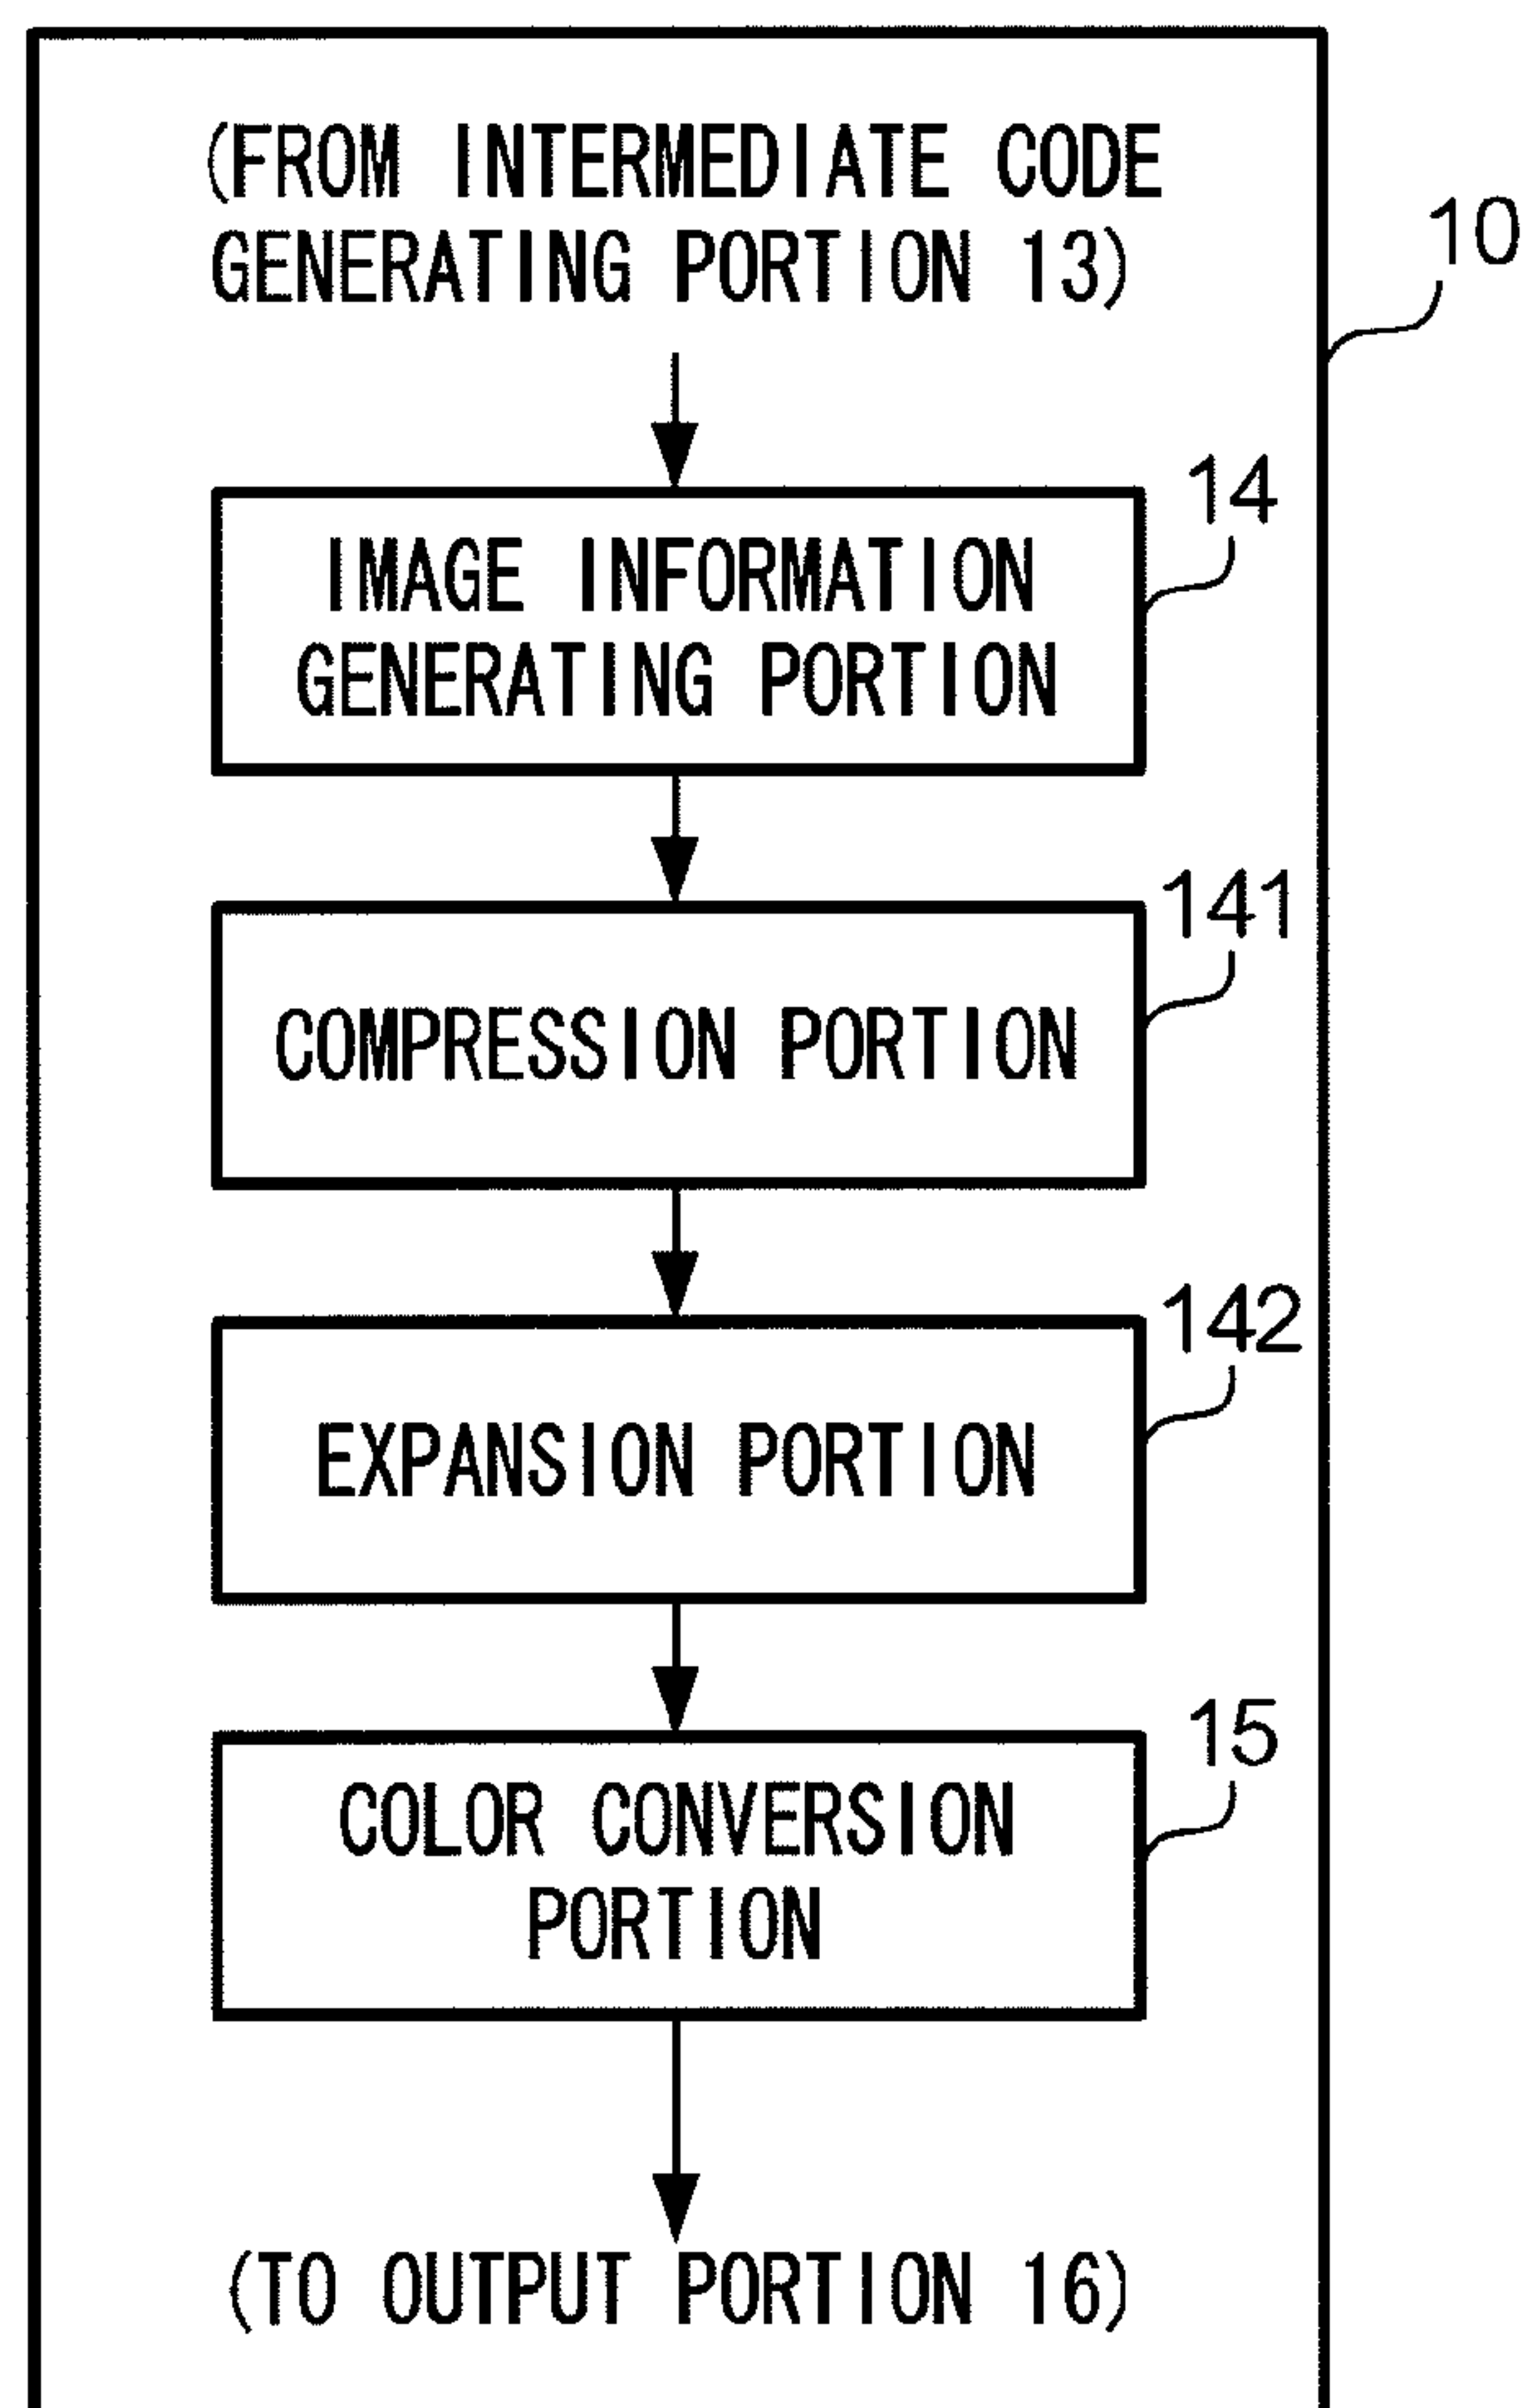 (FROM INTERMEDIATE CODE
GENERATING PORTION 13)
10
14
IMAGE INFORMATION
GENERATING PORTION
141
COMPRESSION PORTION
142
EXPANSION PORTION
15
COLOR CONVERSION
PORTION
(TO OUTPUT PORTION 16)